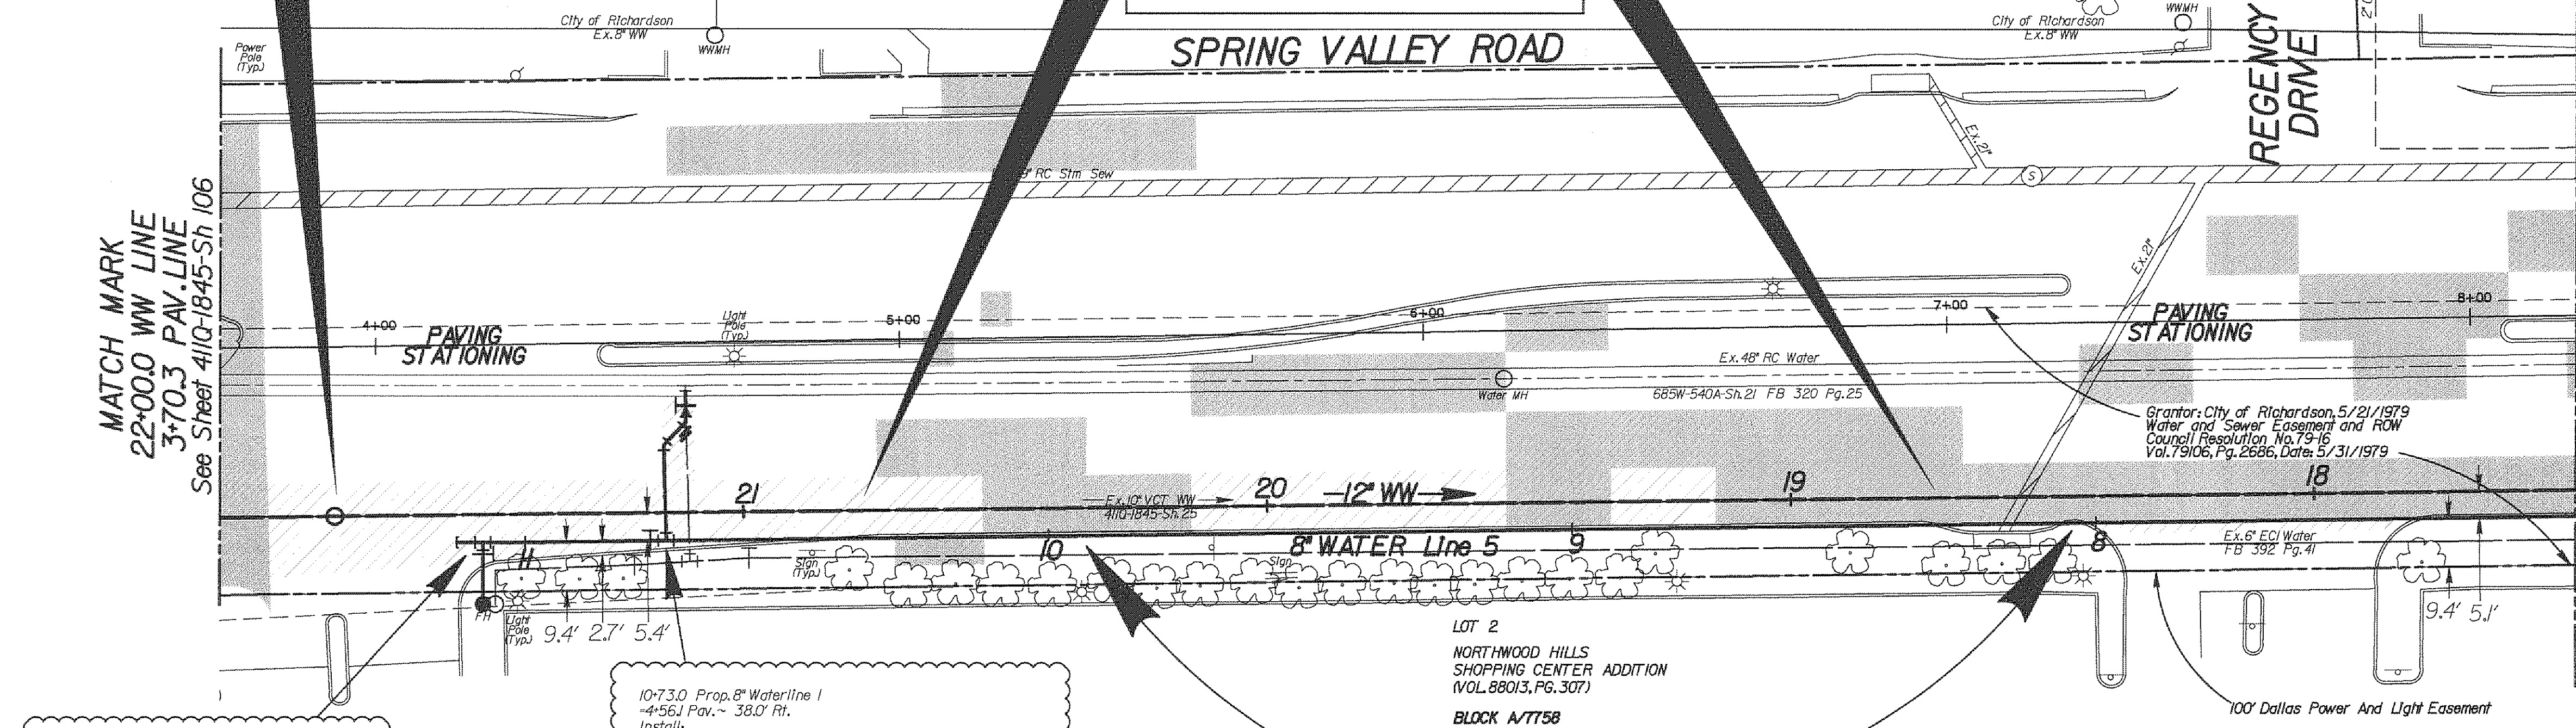 City of Richardson
Ex. 8" WW
WWMH
Power
Pole
(Typ.)
SPRING VALLEY ROAD
City of Richardson
Ex. 8" WW
WWMH
REGENCY
DRIVE
Ex. 21"
RC Stm Sew
S
MATCH MARK
22+00.0 WW LINE
3+70.3 PAV. LINE
See Sheet 411Q-1845-Sh 106
Ex. 21"
4+00
PAVING
STATIONING
Light
Pole
(Typ.)
5+00
6+00
7+00
PAVING
STATIONING
8+00
Ex. 48" RC Water
Water MH
685W-540A-Sh. 21 FB 320 Pg. 25
Grantor: City of Richardson, 5/21/1979
Water and Sewer Easement and ROW
Council Resolution No. 79-16
Vol. 79106, Pg. 2686, Date: 5/31/1979
21
Ex. 10" VCT WW
411Q-1845-Sh. 25
20
12" WW
19
18
11
10
8" WATER Line 5
9
8
Ex. 6" ECI Water
FB 392 Pg. 41
Sign
(Typ.)
Sign
FH
Light
Pole
(Typ.)
9.4' 2.7' 5.4'
9.4' 5.1'
LOT 2
NORTHWOOD HILLS
SHOPPING CENTER ADDITION
(VOL. 88013, PG. 307)
BLOCK A/7758
10+73.0 Prop. 8" Waterline 1
=4+56.1 Pav. ~ 38.0' Rt.
Install:
100' Dallas Power And Light Easement